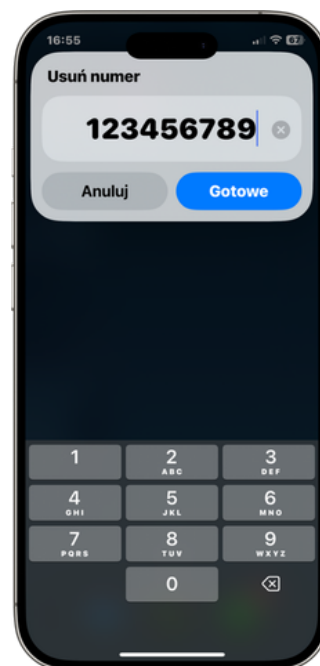 16:55
67
Usuń numer
123456789
Anuluj
Gotowe
1
2
3
ABC
DEF
4
5
6
GHI
JKL
MNO
7
8
9
PQRS
TUV
WXYZ
0